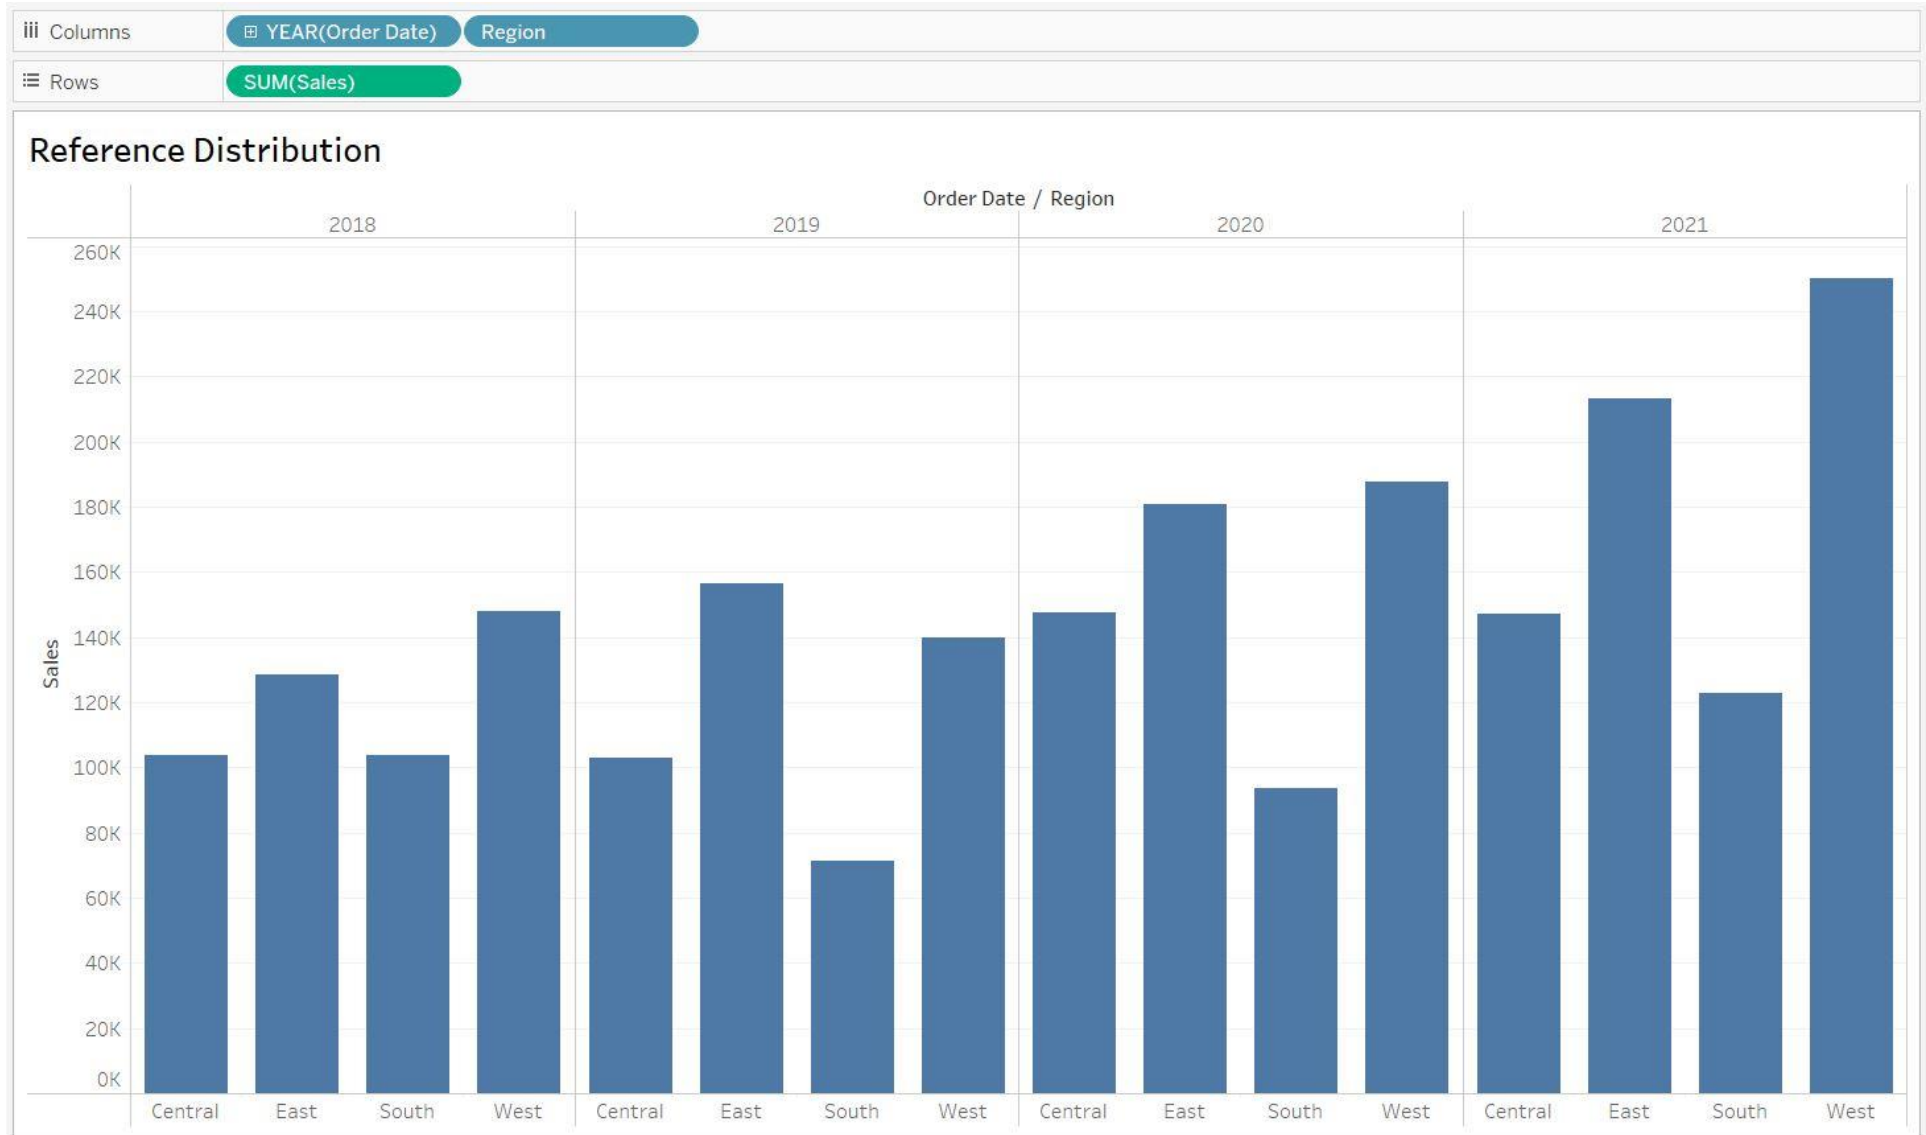 Columns YEAR(Order Date) Region
Rows SUM(Sales)
Reference Distribution
Order Date / Region
2018 2019 2020 2021
260K
240K
220K
200K
180K
160K
140K
120K
100K
80K
60K
40K
20K
0K
Sales
Central East South West Central East South West Central East South West Central East South West